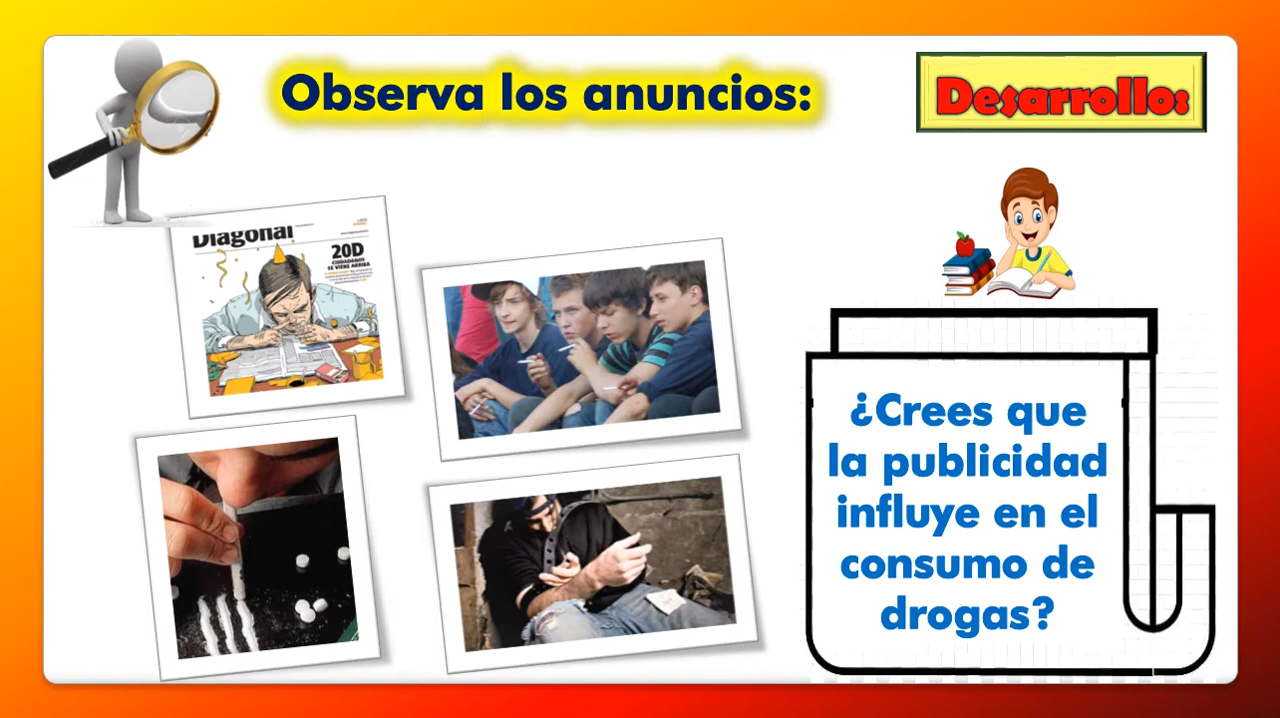 Observa los anuncios:
Desarrollo:
Diagonal
20D
CIUDADANOS
SE VIENE ARRIBA
¿Crees que
la publicidad
influye en el
consumo de
drogas?